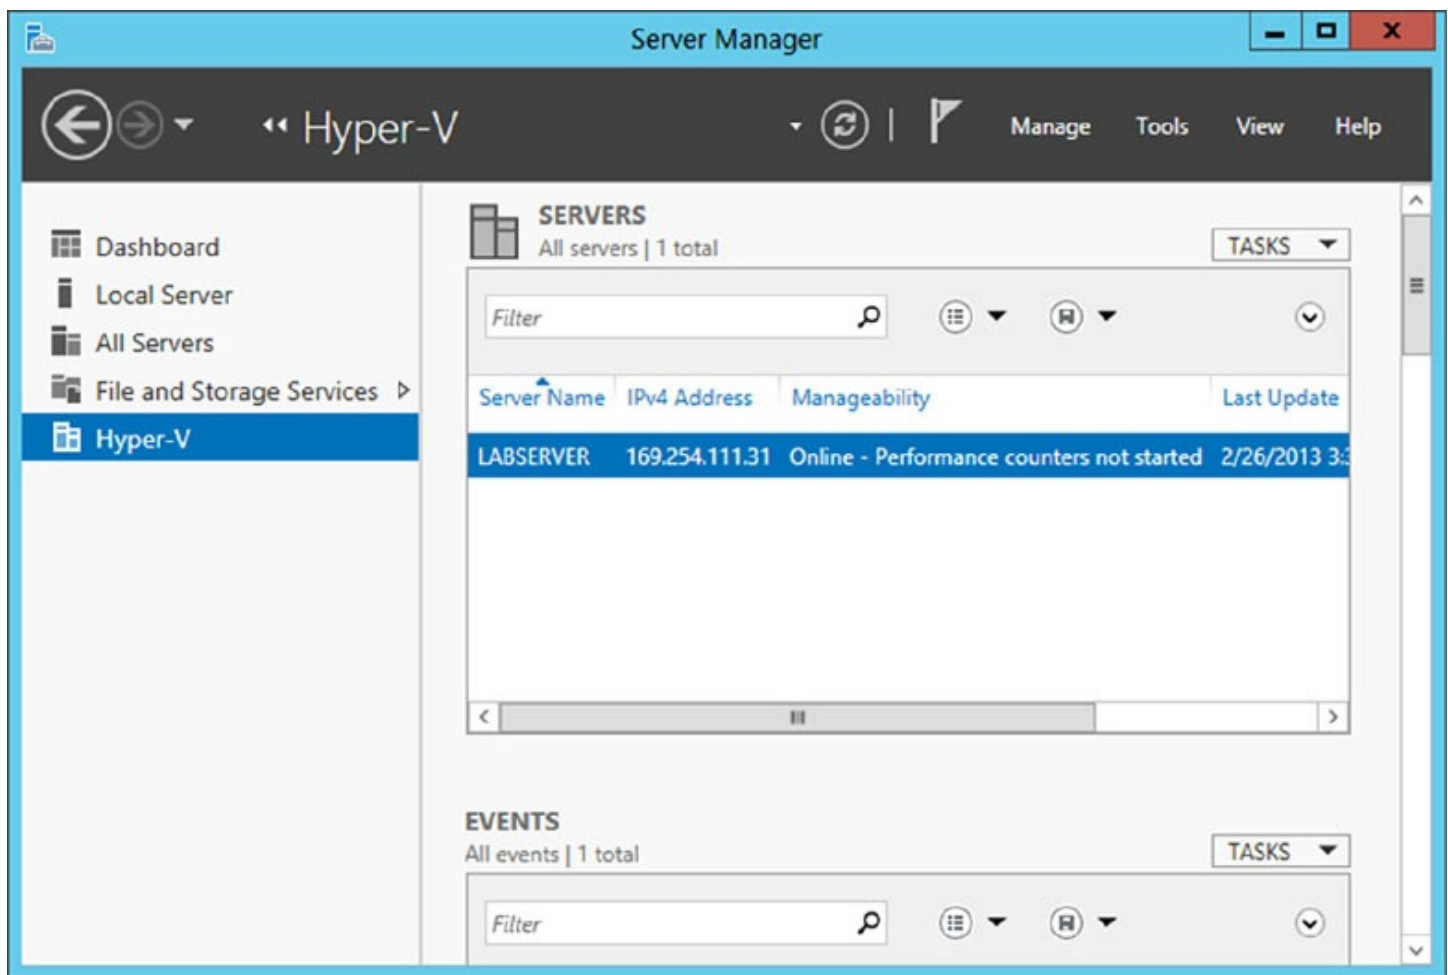 Server Manager
Hyper-V
Manage Tools View Help
Dashboard
Local Server
All Servers
File and Storage Services
Hyper-V
SERVERS
All servers | 1 total
TASKS
Filter
Server Name IPv4 Address Manageability Last Update
LABSERVER 169.254.111.31 Online - Performance counters not started 2/26/2013 3:3
EVENTS
All events | 1 total
TASKS
Filter